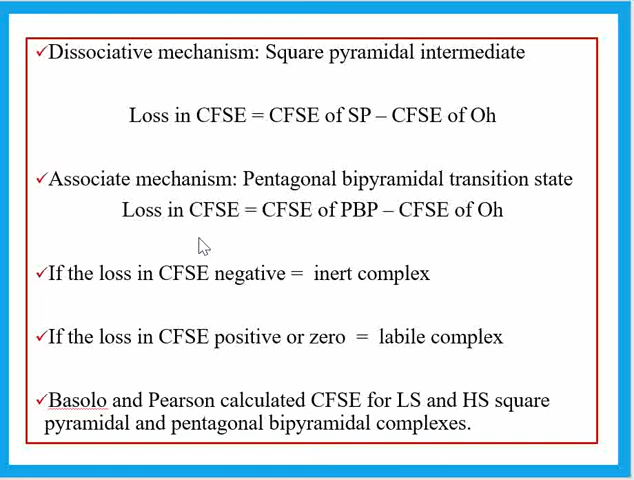 ✓Dissociative mechanism: Square pyramidal intermediate
Loss in CFSE = CFSE of SP – CFSE of Oh
✓Associate mechanism: Pentagonal bipyramidal transition state
Loss in CFSE = CFSE of PBP – CFSE of Oh
✓If the loss in CFSE negative = inert complex
✓If the loss in CFSE positive or zero = labile complex
✓Basolo and Pearson calculated CFSE for LS and HS square
pyramidal and pentagonal bipyramidal complexes.